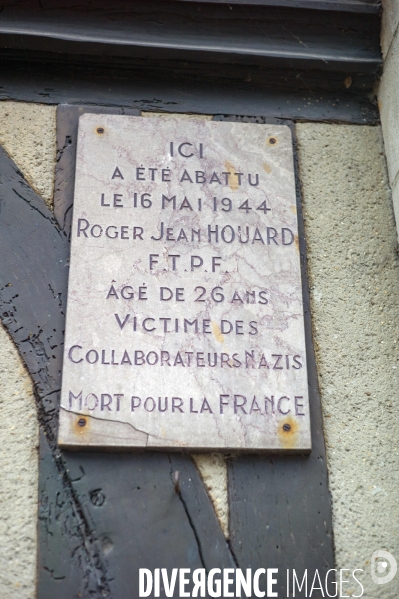 ICI
A ÉTÉ ABATTU
LE 16 MAI 1944
ROGER JEAN HOUARD
F.T.P.F.
ÂGÉ DE 26 ANS
VICTIME DES
COLLABORATEURS NAZIS
MORT POUR LA FRANCE
DIVERGENCE IMAGES D